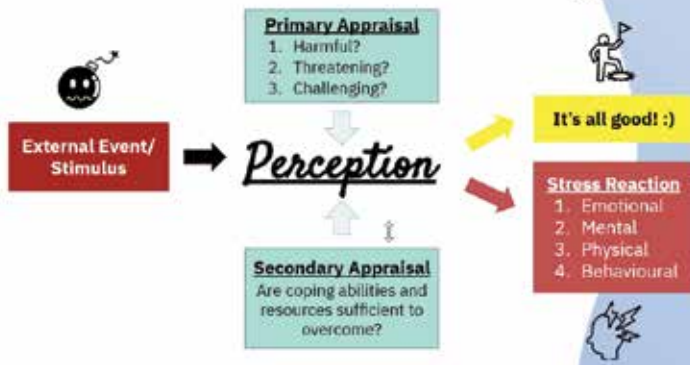 Primary Appraisal
1. Harmful?
2. Threatening?
3. Challenging?
External Event/
Stimulus
Perception
It's all good! :)
Stress Reaction
1. Emotional
2. Mental
3. Physical
4. Behavioural
Secondary Appraisal
Are coping abilities and
resources sufficient to
overcome?